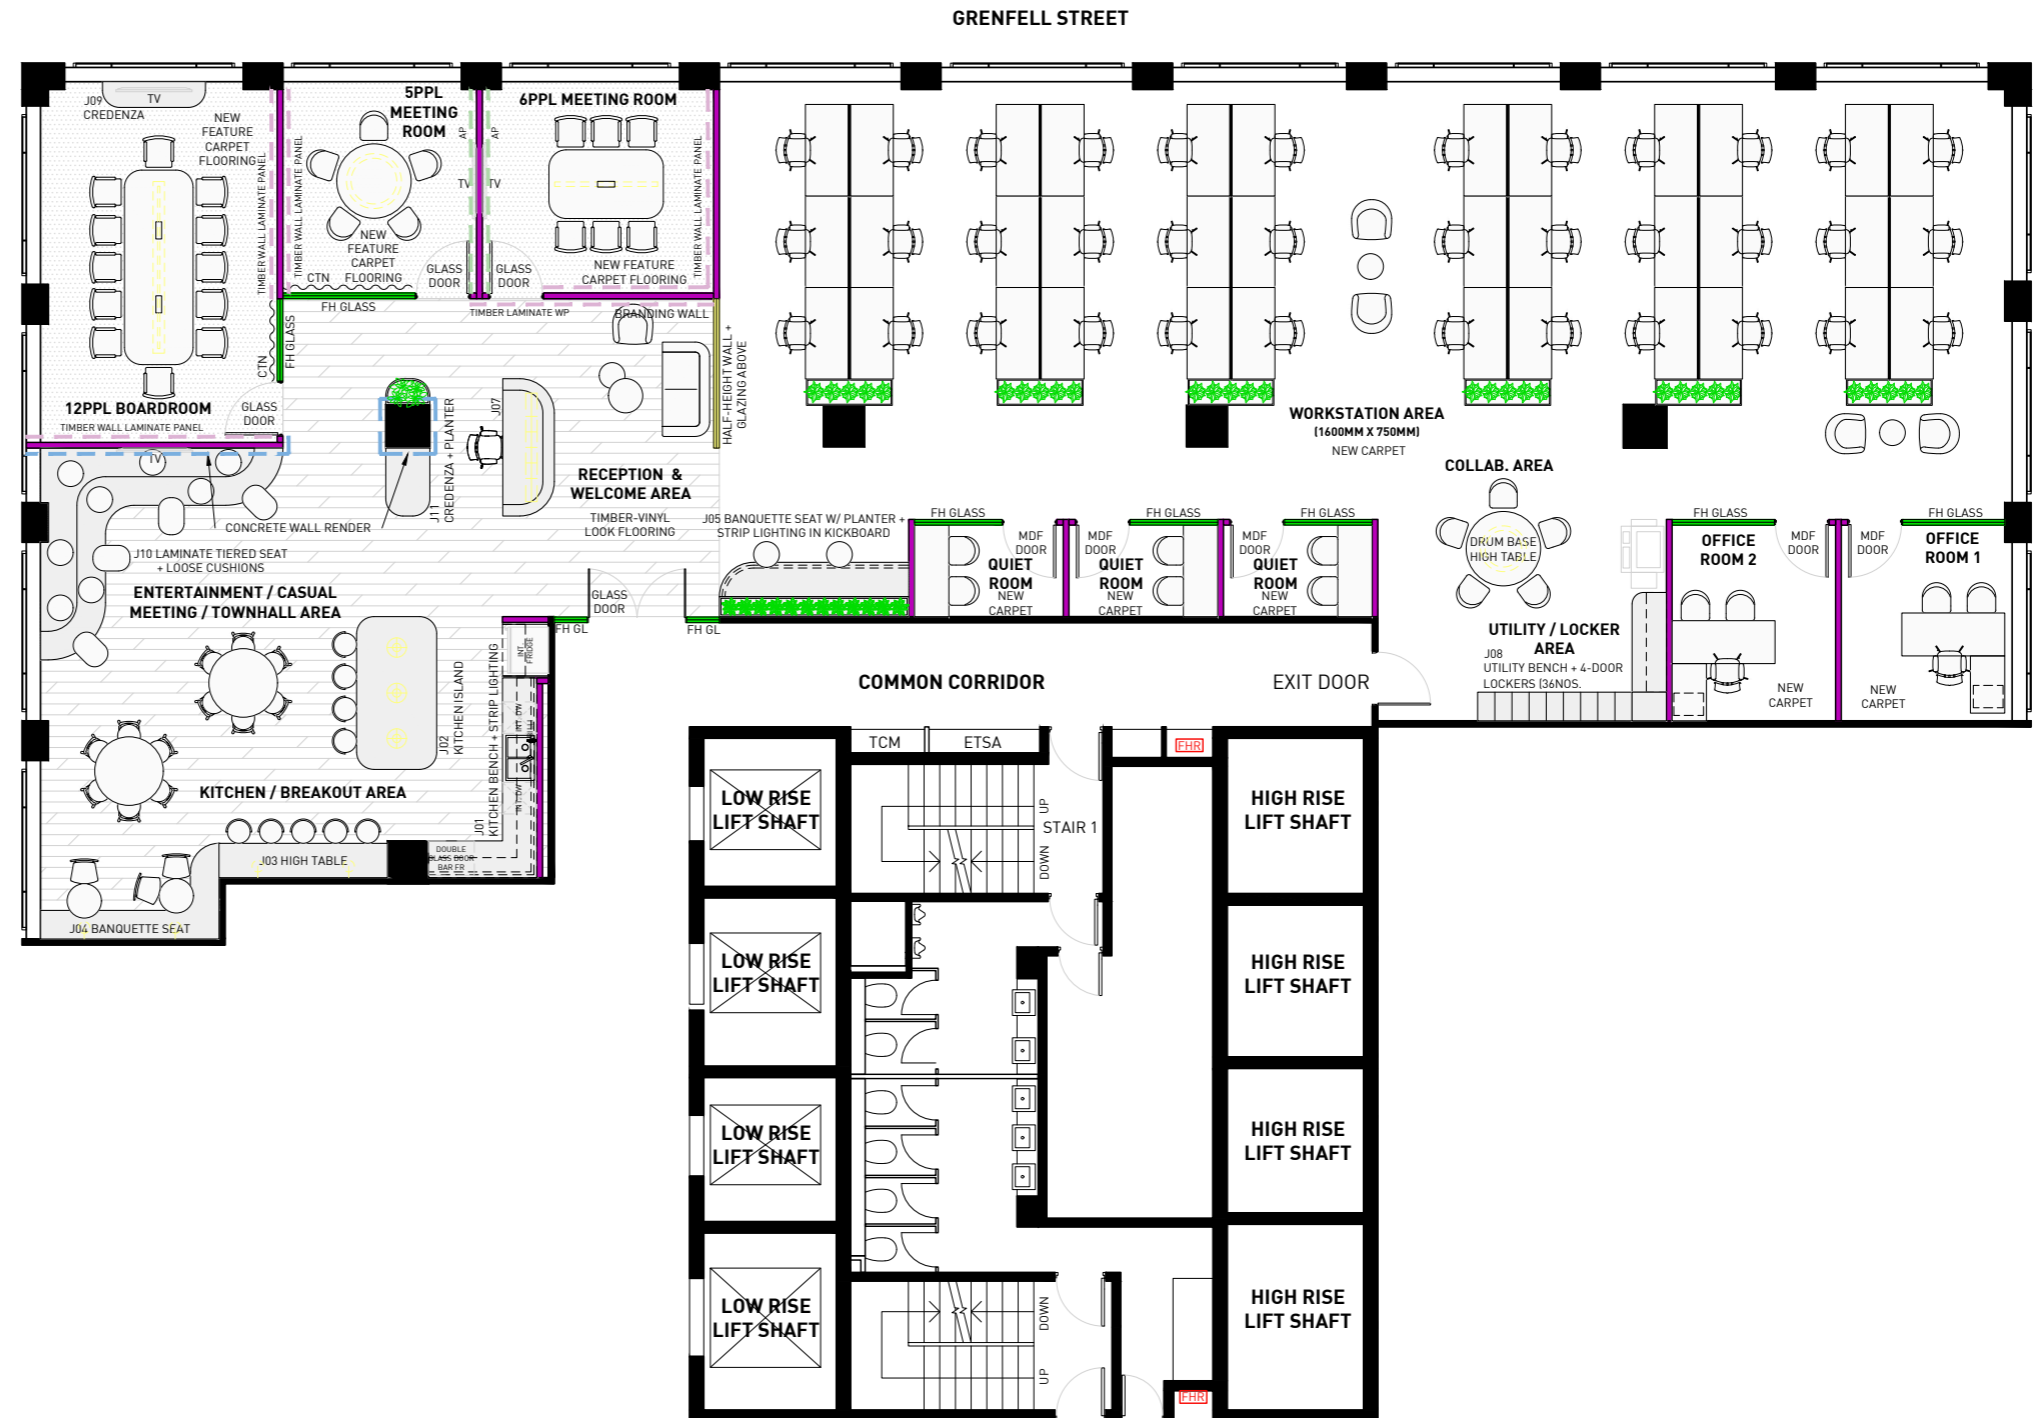 GRENFELL STREET
J09
CREDENZA
TV
NEW
FEATURE
CARPET
FLOORING
TIMBER WALL LAMINATE PANEL
TIMBER WALL LAMINATE PANEL
5PPL
MEETING
ROOM
AP
AP
TV
TV
NEW
FEATURE
CARPET
FLOORING
CTN
GLASS
DOOR
FH GLASS
6PPL MEETING ROOM
TIMBER WALL LAMINATE PANEL
NEW FEATURE
CARPET FLOORING
GLASS
DOOR
TIMBER LAMINATE WP
BRANDING WALL
HALF-HEIGHT WALL +
GLAZING ABOVE
FH GLASS
CTN
12PPL BOARDROOM
TIMBER WALL LAMINATE PANEL
GLASS
DOOR
TV
J11
CREDENZA + PLANTER
J07
RECEPTION &
WELCOME AREA
TIMBER-VINYL
LOOK FLOORING
CONCRETE WALL RENDER
J10 LAMINATE TIERED SEAT
+ LOOSE CUSHIONS
ENTERTAINMENT / CASUAL
MEETING / TOWNHALL AREA
J05 BANQUETTE SEAT W/ PLANTER +
STRIP LIGHTING IN KICKBOARD
GLASS
DOOR
FH GL
FH GL
WORKSTATION AREA
(1600MM X 750MM)
NEW CARPET
COLLAB. AREA
DRUM BASE
HIGH TABLE
FH GLASS
MDF
DOOR
QUIET
ROOM
NEW
CARPET
FH GLASS
MDF
DOOR
QUIET
ROOM
NEW
CARPET
FH GLASS
MDF
DOOR
QUIET
ROOM
NEW
CARPET
FH GLASS
OFFICE
ROOM 2
MDF
DOOR
NEW
CARPET
FH GLASS
MDF
DOOR
OFFICE
ROOM 1
NEW
CARPET
UTILITY / LOCKER
AREA
J08
UTILITY BENCH + 4-DOOR
LOCKERS (36NOS.
INT.
FRIDGE
J02
KITCHEN ISLAND
J01
KITCHEN BENCH + STRIP LIGHTING
INT. DW
INT. DW
KITCHEN / BREAKOUT AREA
J03 HIGH TABLE
DOUBLE
GLASS DOOR
BAR FR
J04 BANQUETTE SEAT
COMMON CORRIDOR
EXIT DOOR
TCM
ETSA
FHR
UP
STAIR 1
DOWN
LOW RISE
LIFT SHAFT
HIGH RISE
LIFT SHAFT
LOW RISE
LIFT SHAFT
HIGH RISE
LIFT SHAFT
LOW RISE
LIFT SHAFT
HIGH RISE
LIFT SHAFT
LOW RISE
LIFT SHAFT
HIGH RISE
LIFT SHAFT
DOWN
UP
FHR